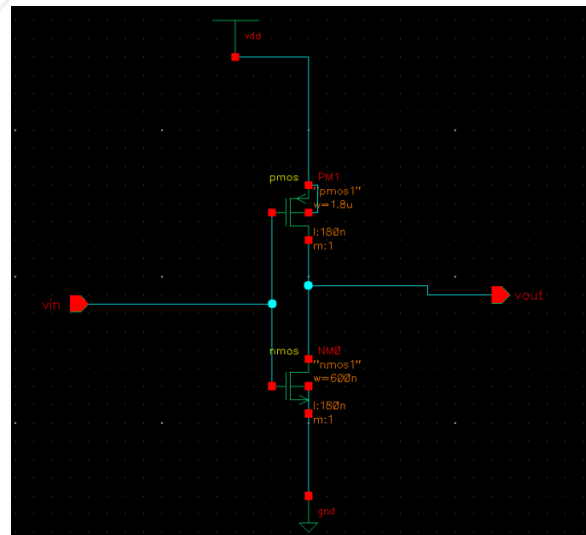 vdd
pmos PM1
"pmos1"
w=1.8u
l:180n
m:1
vin
vout
nmos NM0
"nmos1"
w=600n
l:180n
m:1
gnd